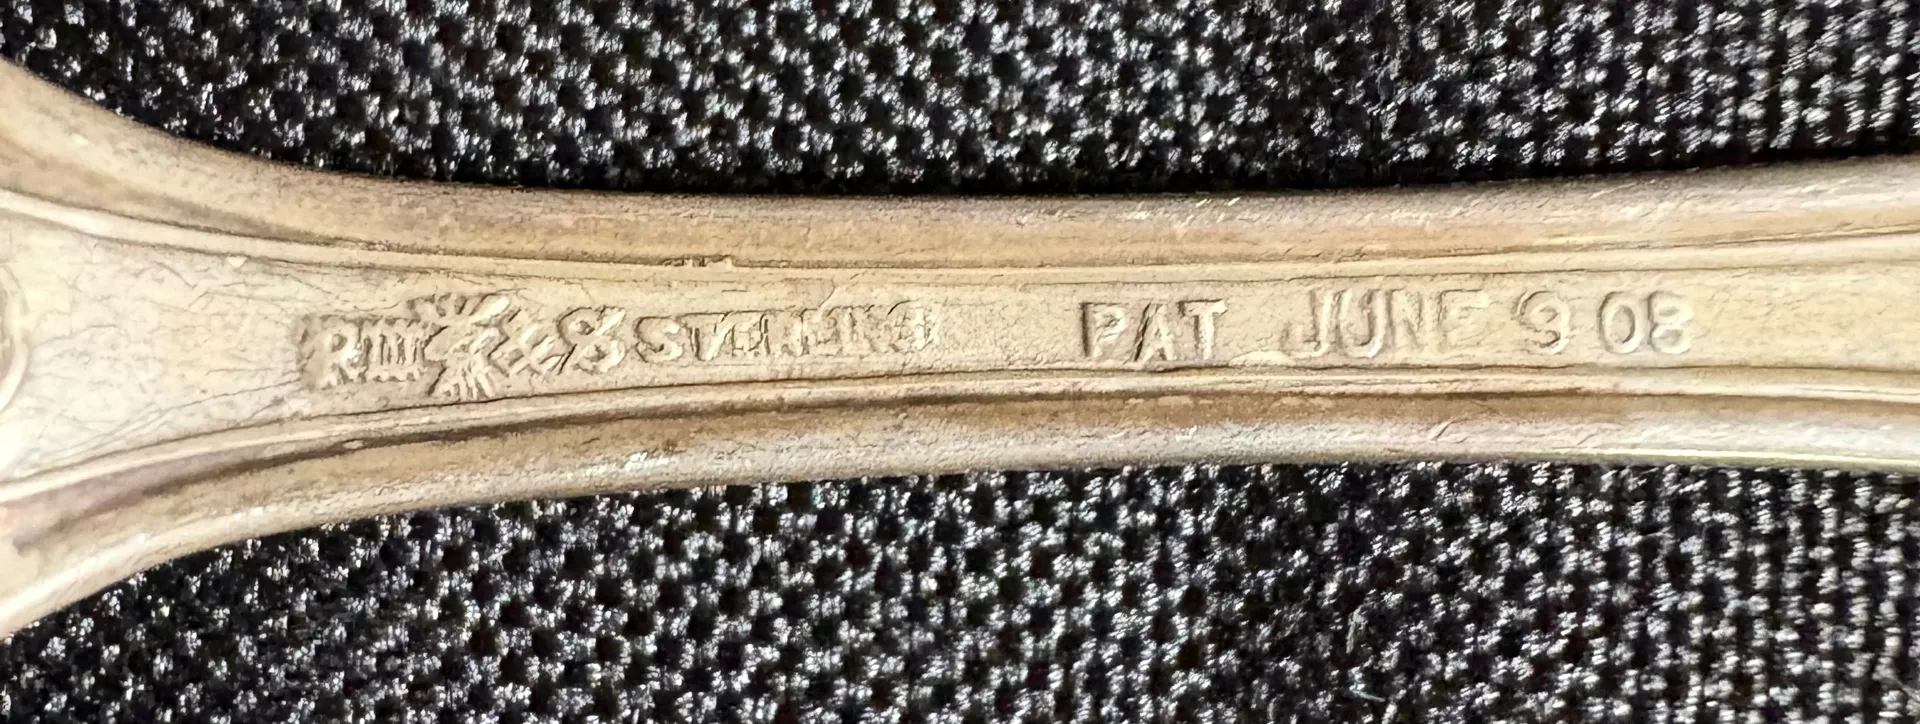 STERLING PAT JUNE 9 08